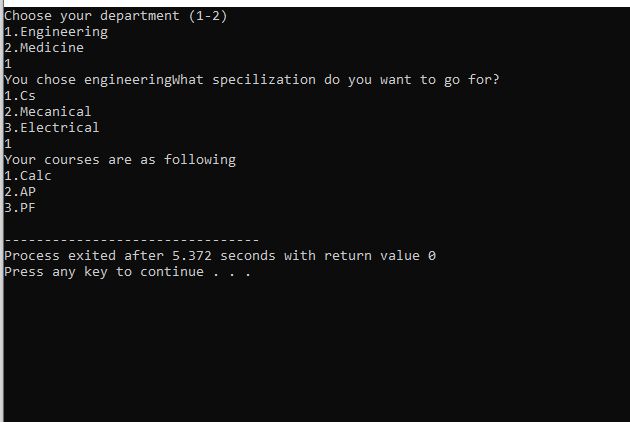 Choose your department (1-2)
1.Engineering
2.Medicine
1
You chose engineeringWhat specilization do you want to go for?
1.Cs
2.Mecanical
3.Electrical
1
Your courses are as following
1.Calc
2.AP
3.PF
--------------------------------
Process exited after 5.372 seconds with return value 0
Press any key to continue . . .